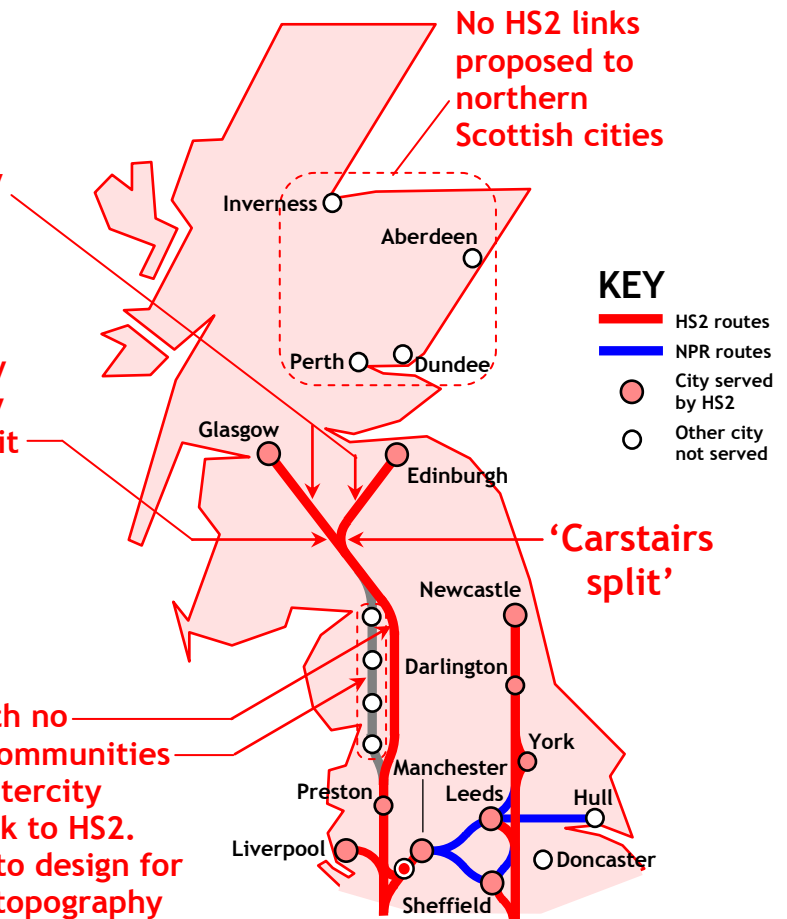 No HS2 links
proposed to
northern
Scottish cities
Inverness
Aberdeen
Perth
Dundee
KEY
HS2 routes
NPR routes
City served
by HS2
Other city
not served
it
Glasgow
Edinburgh
‘Carstairs
split’
Newcastle
Darlington
no
ommunities
tercity
k to HS2.
to design for
topography
York
Manchester
Leeds
Hull
Preston
Liverpool
Doncaster
Sheffield